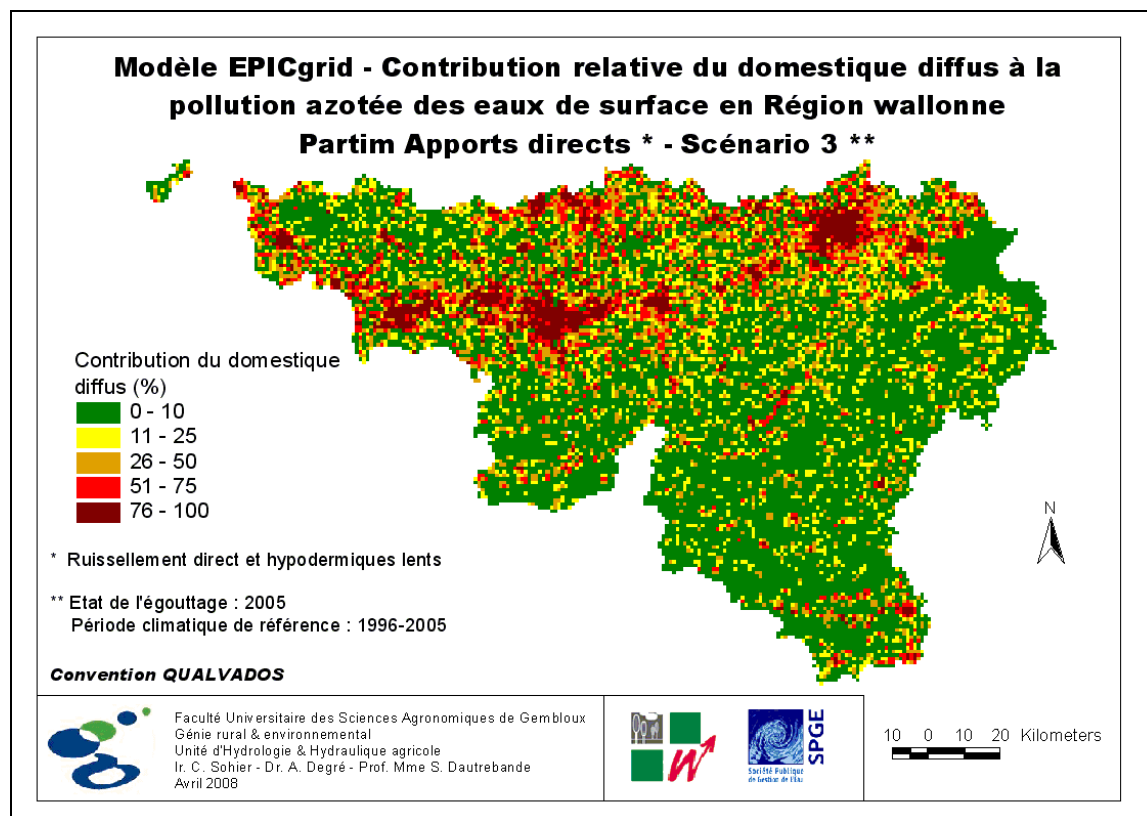 Modèle EPICgrid - Contribution relative du domestique diffus à la
pollution azotée des eaux de surface en Région wallonne
Partim Apports directs * - Scénario 3 **
Contribution du domestique
diffus (%)
0 - 10
11 - 25
26 - 50
51 - 75
76 - 100
N
* Ruissellement direct et hypodermiques lents
** Etat de l'égouttage : 2005
Période climatique de référence : 1996-2005
Convention QUALVADOS
Faculté Universitaire des Sciences Agronomiques de Gembloux
Génie rural & environnemental
Unité d'Hydrologie & Hydraulique agricole
Ir. C. Sohier - Dr. A. Degré - Prof. Mme S. Dautrebande
Avril 2008
W
SPGE
Société Publique
de Gestion de l'Eau
10 0 10 20 Kilometers